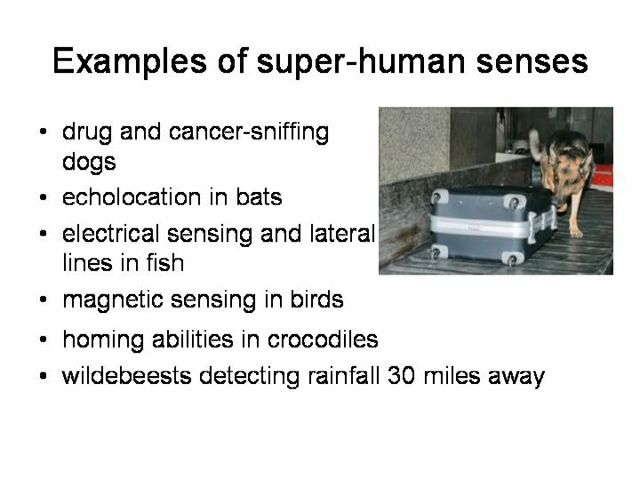 Examples of super-human senses
• drug and cancer-sniffing
dogs
• echolocation in bats
• electrical sensing and lateral
lines in fish
• magnetic sensing in birds
• homing abilities in crocodiles
• wildebeests detecting rainfall 30 miles away